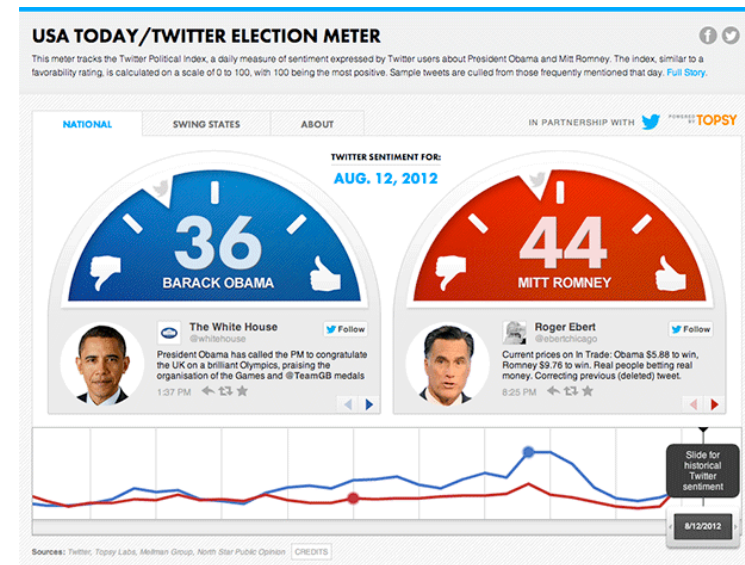 USA TODAY/TWITTER ELECTION METER
This meter tracks the Twitter Political Index, a daily measure of sentiment expressed by Twitter users about President Obama and Mitt Romney. The index, similar to a
favorability rating, is calculated on a scale of 0 to 100, with 100 being the most positive. Sample tweets are culled from those frequently mentioned that day. Full Story.
NATIONAL
SWING STATES
ABOUT
IN PARTNERSHIP WITH
POWERED BY TOPSY
TWITTER SENTIMENT FOR:
AUG. 12, 2012
36
BARACK OBAMA
44
MITT ROMNEY
The White House
@whitehouse
Follow
President Obama has called the PM to congratulate
the UK on a brilliant Olympics, praising the
organisation of the Games and @TeamGB medals
1:37 PM
Roger Ebert
@ebertchicago
Follow
Current prices on In Trade: Obama $5.88 to win,
Romney $9.76 to win. Real people betting real
money. Correcting previous (deleted) tweet.
8:25 PM
Slide for
historical
Twitter
sentiment
8/12/2012
Sources: Twitter, Topsy Labs, Mellman Group, North Star Public Opinion
CREDITS